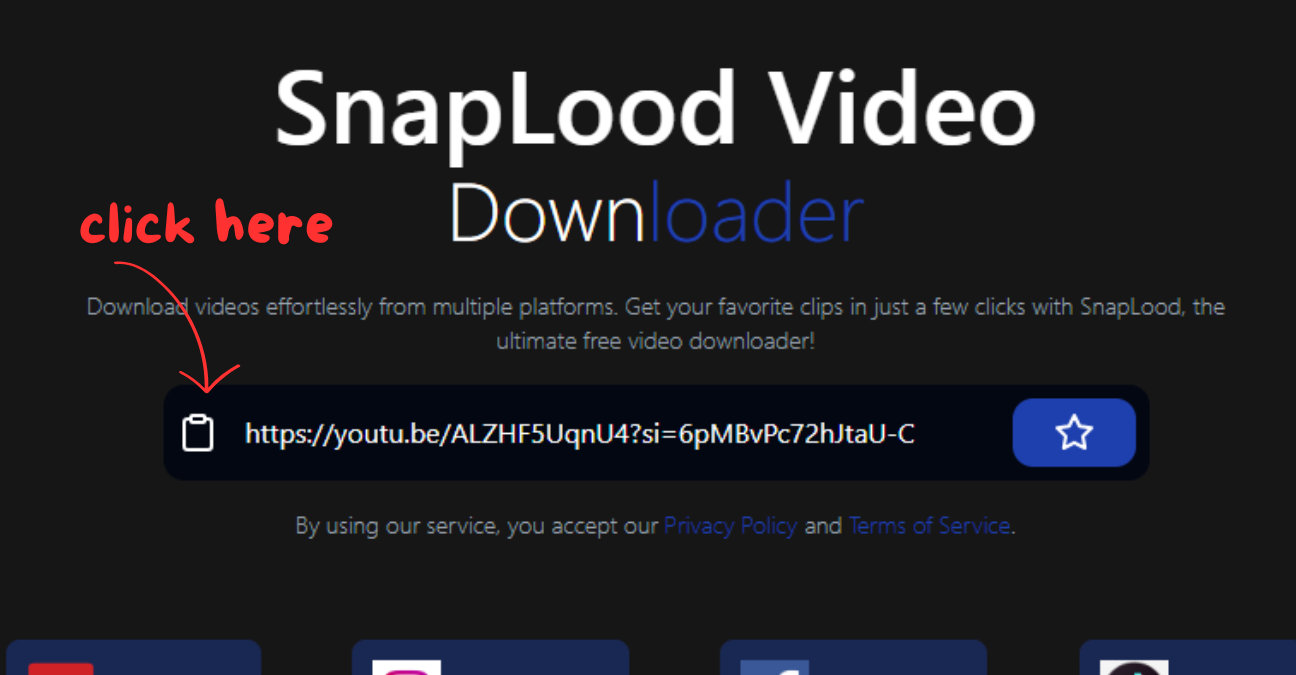 SnapLood Video
Downloader
click here
Download videos effortlessly from multiple platforms. Get your favorite clips in just a few clicks with SnapLood, the
ultimate free video downloader!
https://youtu.be/ALZHF5UqnU4?si=6pMBvPc72hJtaU-C
By using our service, you accept our Privacy Policy and Terms of Service.